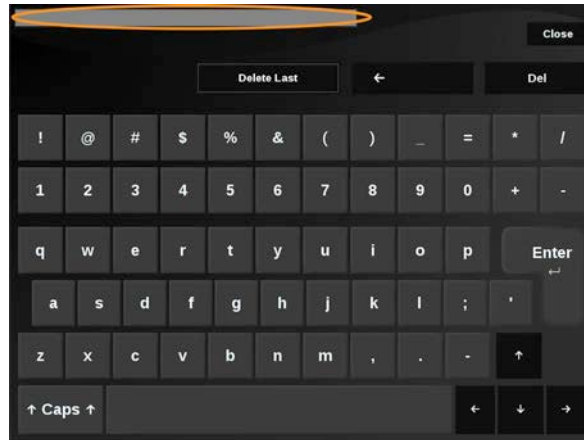 Close
Delete Last ← Del
! @ # $ % & ( ) _ = * /
1 2 3 4 5 6 7 8 9 0 + -
q w e r t y u i o p Enter ↵
a s d f g h j k l ; '
z x c v b n m , . - ↑
↑ Caps ↑ ← ↓ →